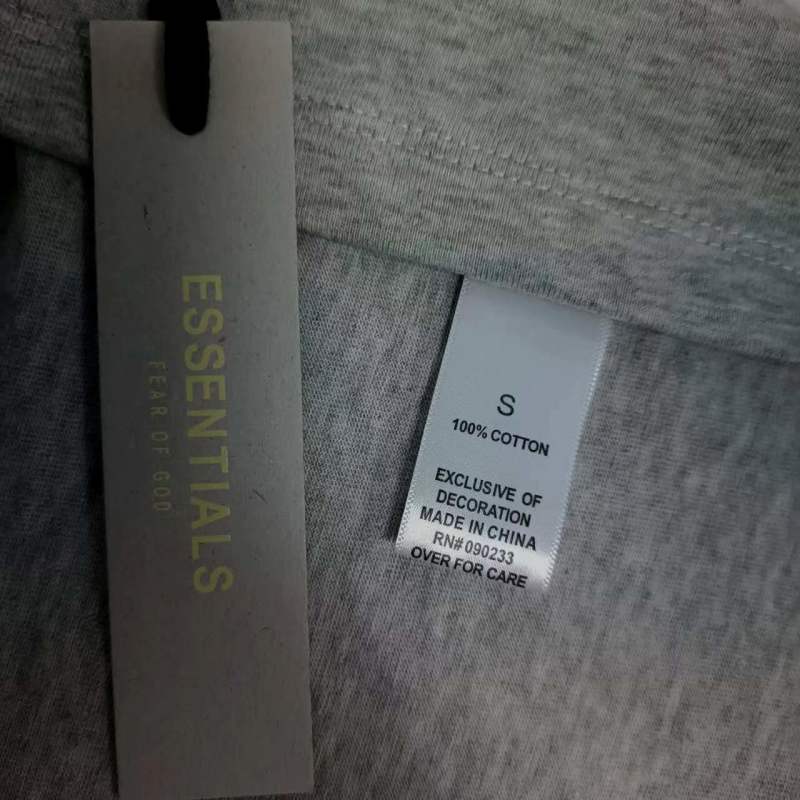 ESSENTIALS
FEAR OF GOD
S
100% COTTON
EXCLUSIVE OF
DECORATION
MADE IN CHINA
RN# 090233
OVER FOR CARE